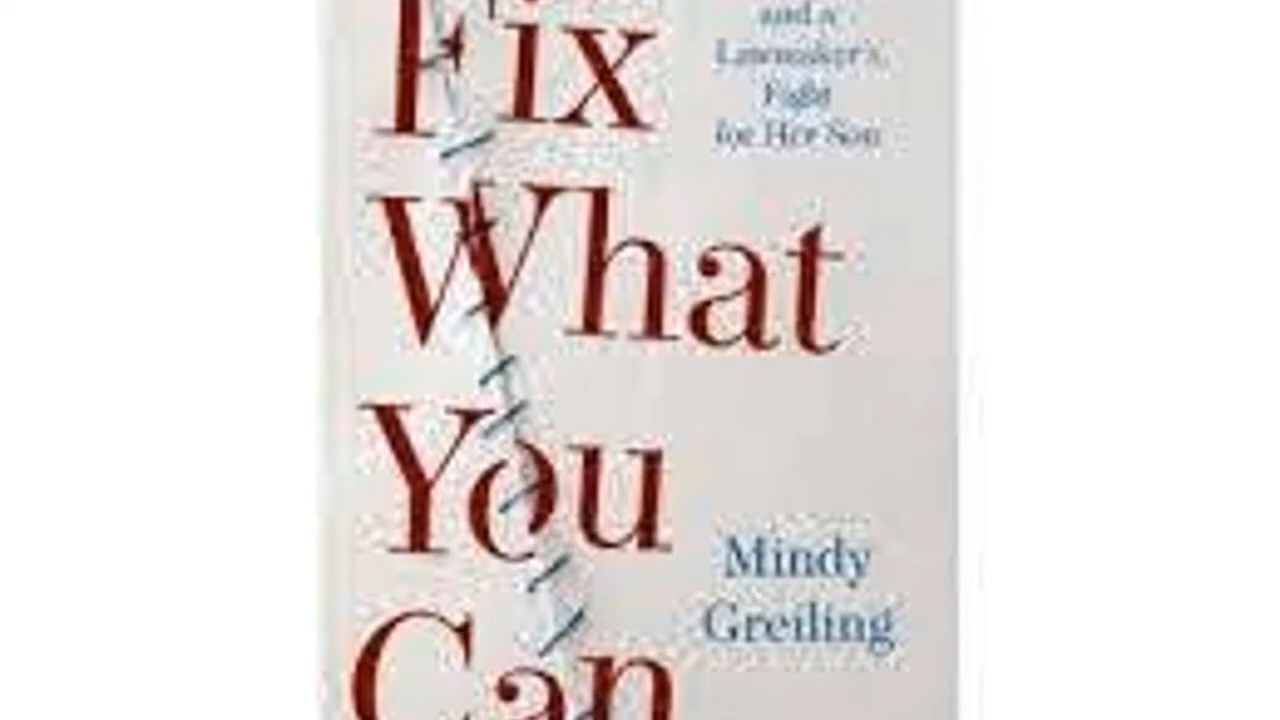 Fix
and a
Lawmaker's
Fight
for Her Son
What
You
Mindy
Greiling
Can